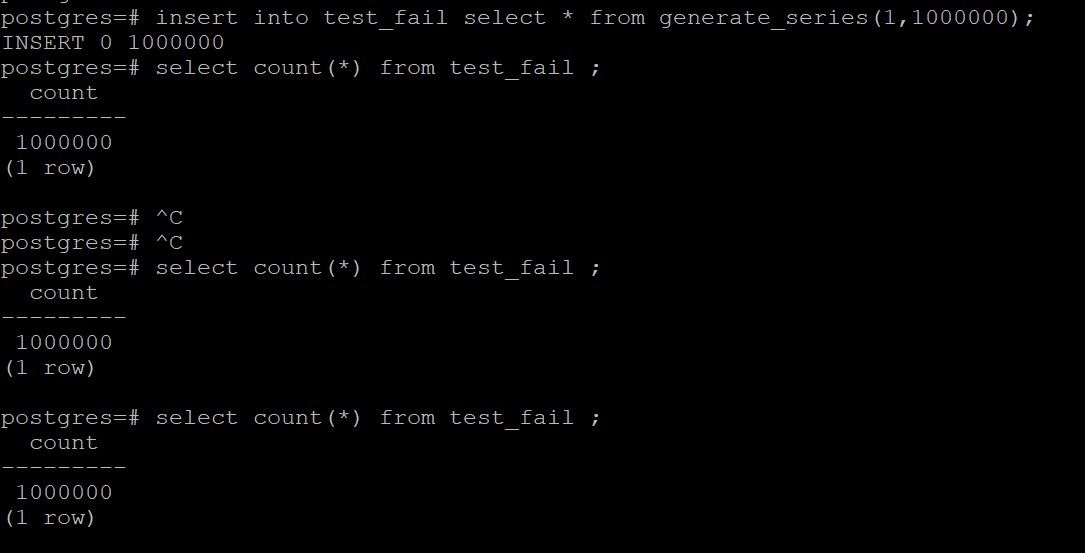 postgres=# insert into test_fail select * from generate_series(1,1000000);
INSERT 0 1000000
postgres=# select count(*) from test_fail ;
  count
---------
 1000000
(1 row)

postgres=# ^C
postgres=# ^C
postgres=# select count(*) from test_fail ;
  count
---------
 1000000
(1 row)

postgres=# select count(*) from test_fail ;
  count
---------
 1000000
(1 row)